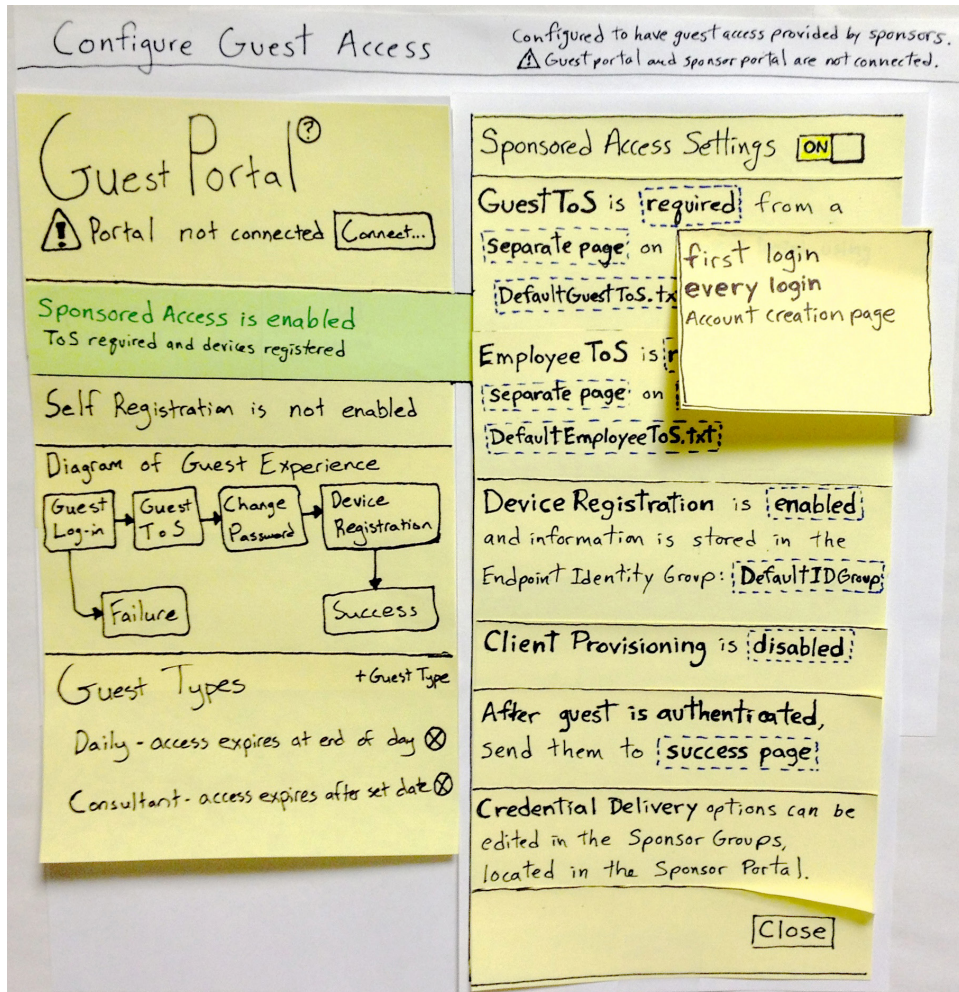 Configure Guest Access
Configured to have guest access provided by sponsors.
⚠ Guest portal and sponsor portal are not connected.
Guest Portal ?
⚠ Portal not connected Connect...
Sponsored Access is enabled
ToS required and devices registered
Self Registration is not enabled
Diagram of Guest Experience
Guest Log-in
Guest ToS
Change Password
Device Registration
Failure
Success
Guest Types
+ Guest Type
Daily - access expires at end of day ⊗
Consultant - access expires after set date ⊗
Sponsored Access Settings ON
Guest ToS is required from a
separate page on
DefaultGuestToS.tx
first login
every login
Account creation page
Employee ToS is
separate page on
DefaultEmployeeToS.txt
Device Registration is enabled
and information is stored in the
Endpoint Identity Group: DefaultIDGroup
Client Provisioning is disabled
After guest is authenticated,
send them to success page
Credential Delivery options can be
edited in the Sponsor Groups,
located in the Sponsor Portal.
Close